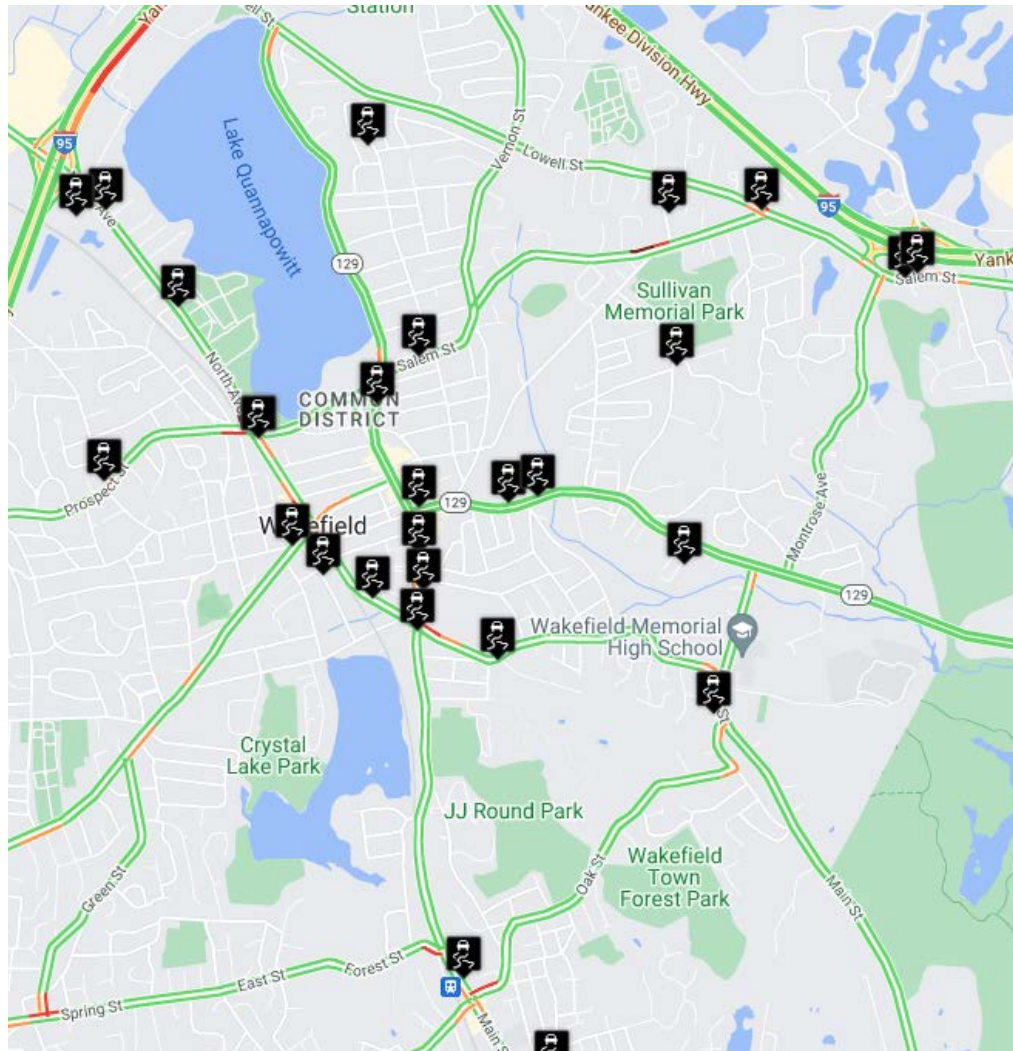 Station
Yankee Division Hwy
95
Lake Quannapowitt
Vernon St
Lowell St
95
Ave
129
Salem St
Sullivan
Memorial Park
Salem St
North Ave
COMMON
DISTRICT
Prospect St
129
Wakefield
Montrose Ave
129
Wakefield Memorial
High School
St
Crystal
Lake Park
JJ Round Park
Wakefield
Town
Forest Park
Oak St
Main St
Green St
Forest St
East St
Spring St
Main St